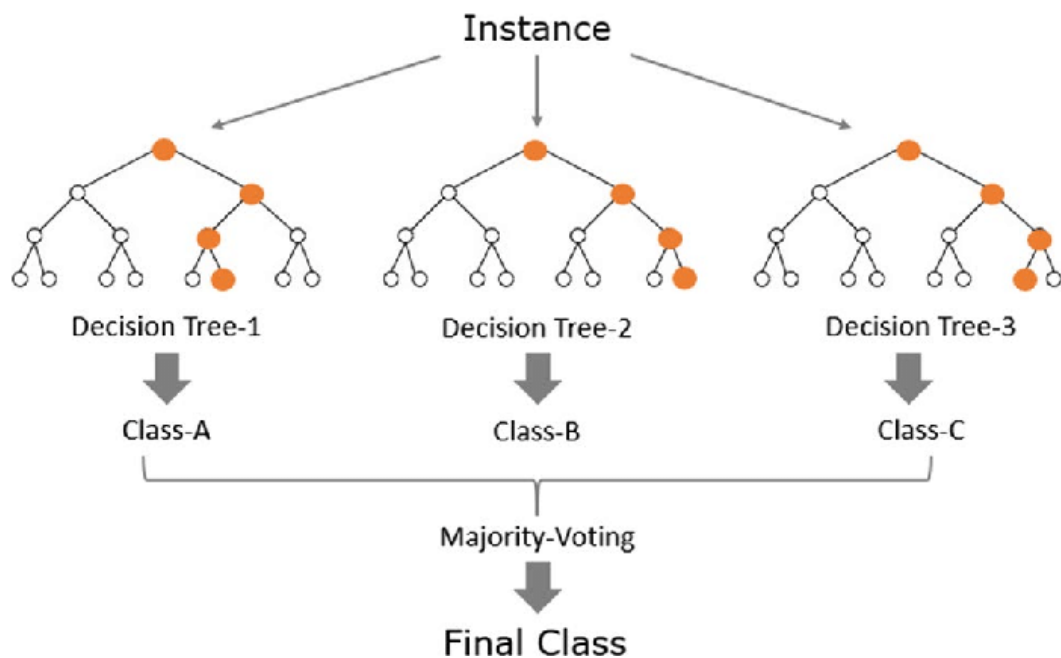 Instance
Decision Tree-1
Decision Tree-2
Decision Tree-3
Class-A
Class-B
Class-C
Majority-Voting
Final Class